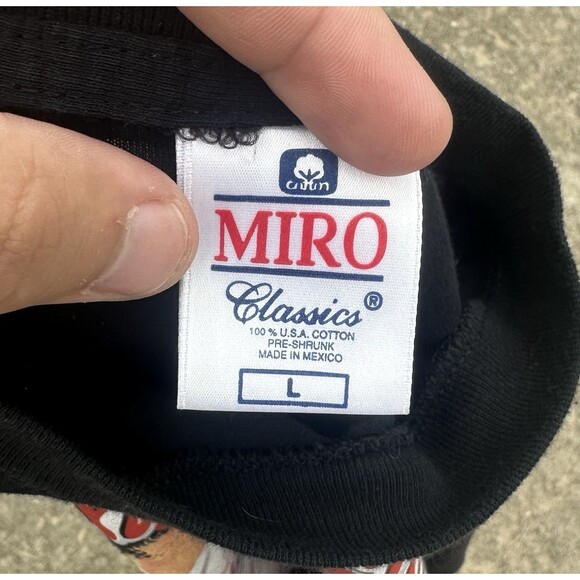 cotton
MIRO
Classics®
100% U.S.A. COTTON
PRE-SHRUNK
MADE IN MEXICO
L